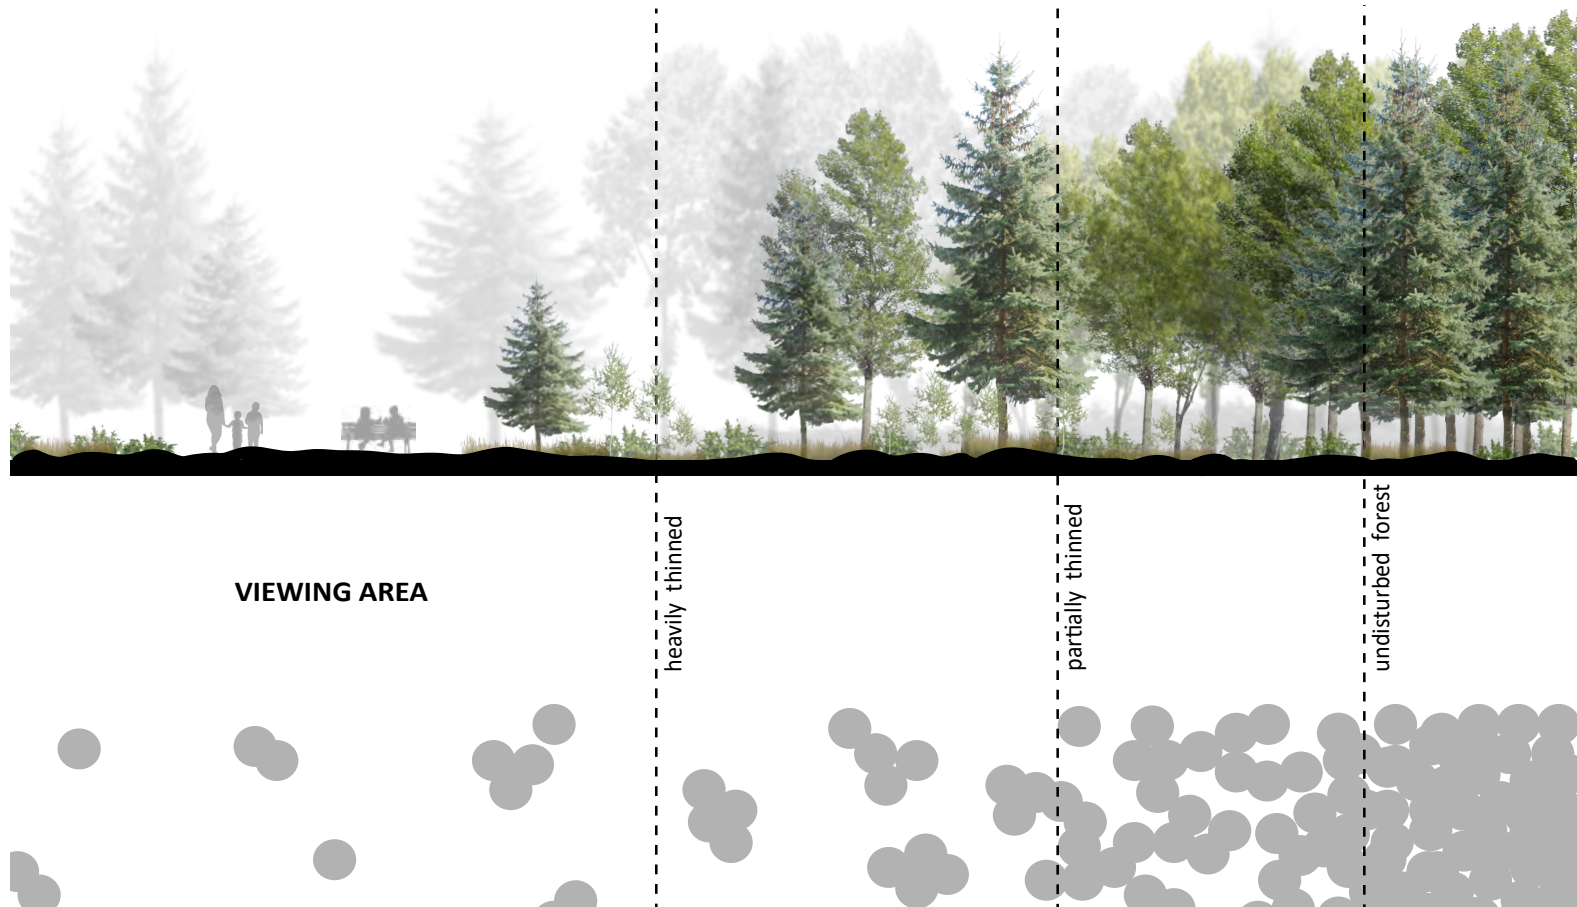 VIEWING AREA
heavily thinned
partially thinned
undisturbed forest